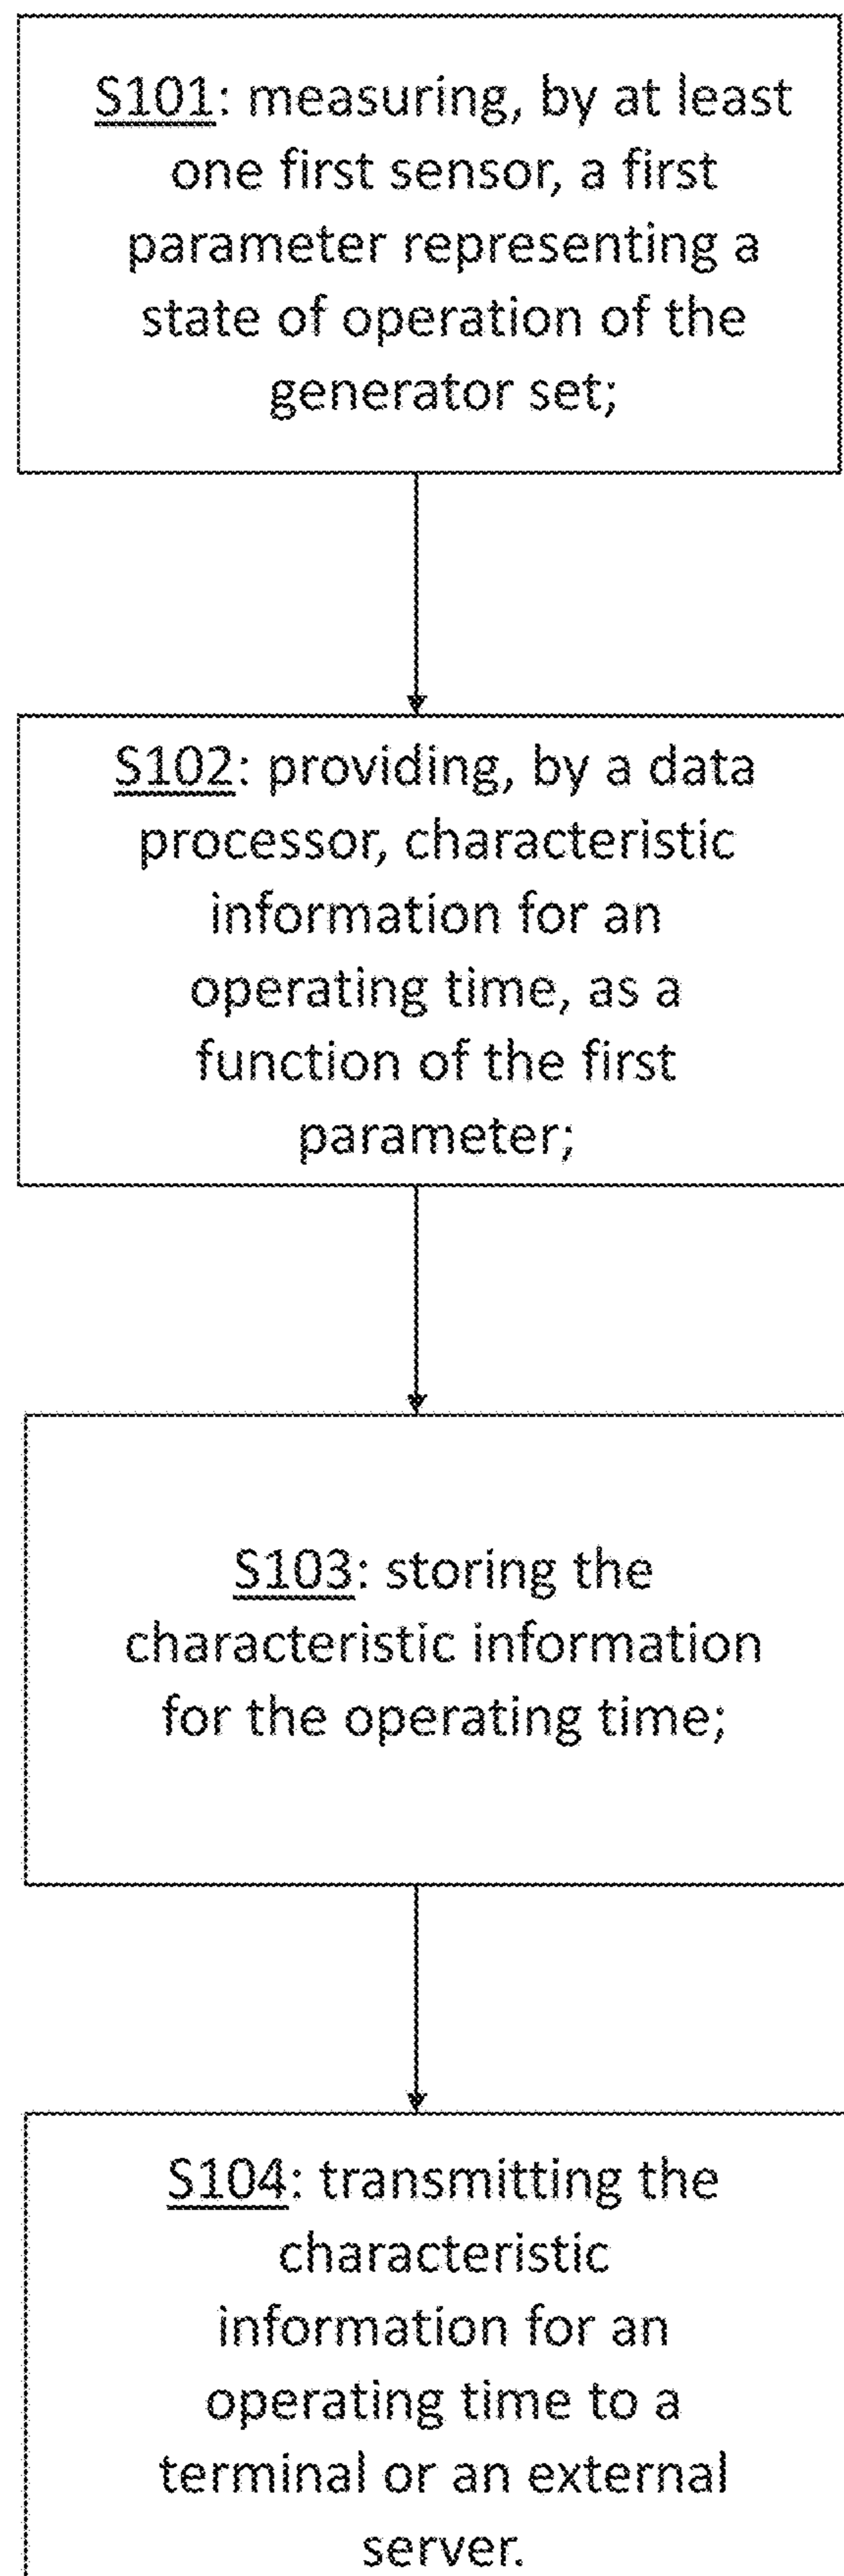 S101: measuring, by at least
one first sensor, a first
parameter representing a
state of operation of the
generator set;
S102: providing, by a data
processor, characteristic
information for an
operating time, as a
function of the first
parameter;
S103: storing the
characteristic information
for the operating time;
S104: transmitting the
characteristic
information for an
operating time to a
terminal or an external
server.